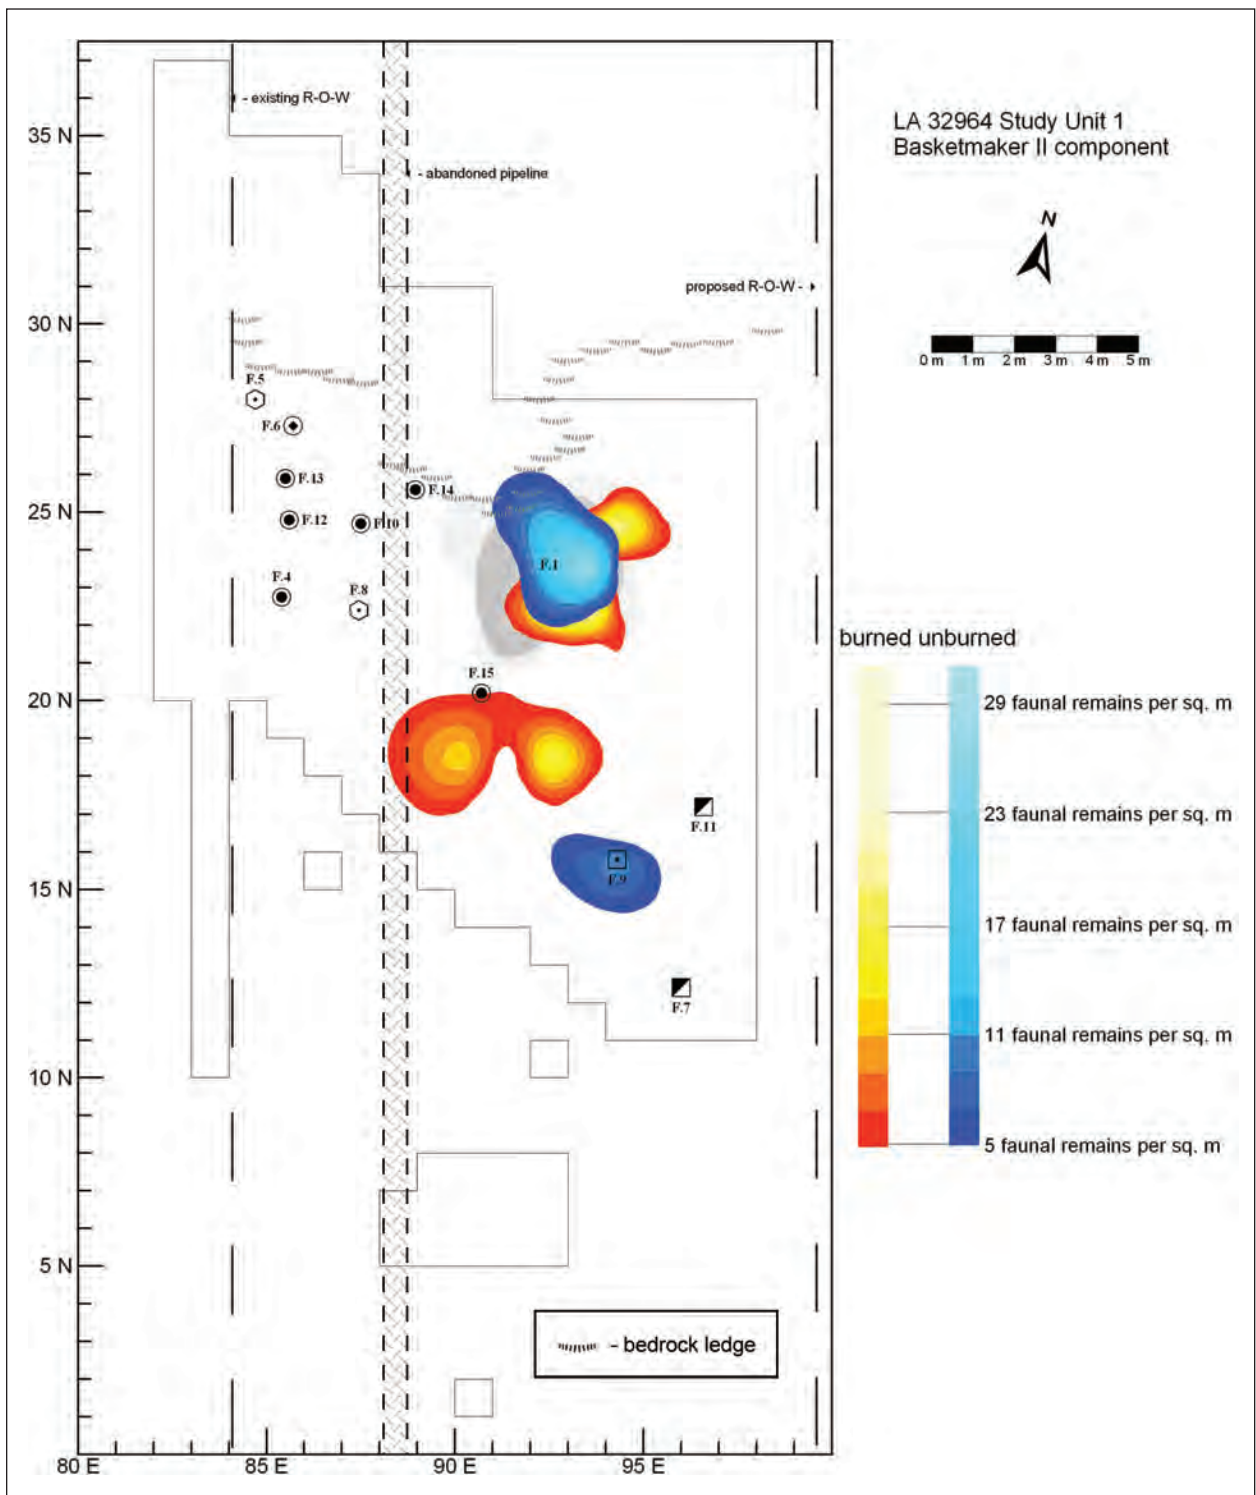 LA 32964 Study Unit 1
Basketmaker II component
N
0 m 1 m 2 m 3 m 4 m 5 m
- existing R-O-W
- abandoned pipeline
proposed R-O-W -
35 N
30 N
25 N
20 N
15 N
10 N
5 N
F.5
F.6
F.13
F.14
F.12
F.10
F.1
F.4
F.8
F.15
F.11
F.9
F.7
burned unburned
29 faunal remains per sq. m
23 faunal remains per sq. m
17 faunal remains per sq. m
11 faunal remains per sq. m
5 faunal remains per sq. m
- bedrock ledge
80 E
85 E
90 E
95 E